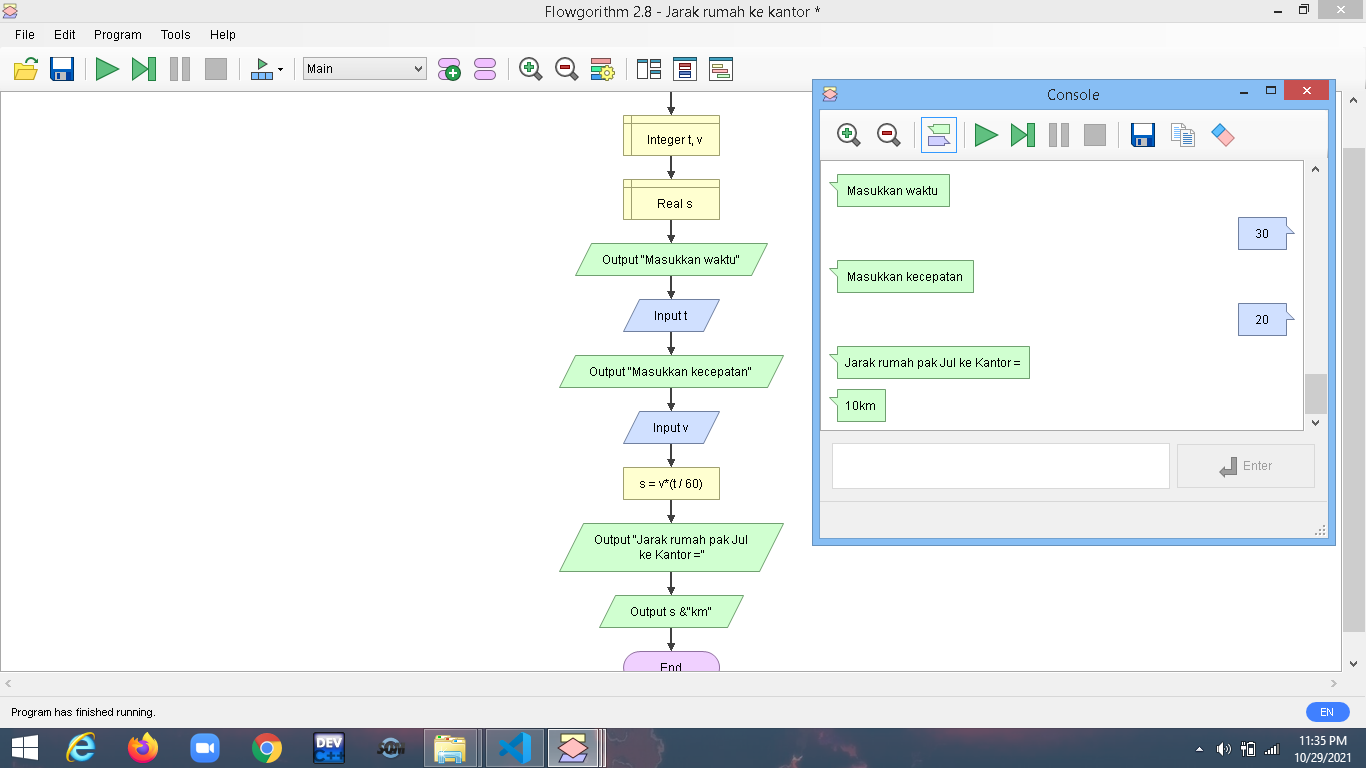 Flowgorithm 2.8 - Jarak rumah ke kantor *
File Edit Program Tools Help
Main
Integer t, v
Real s
Output "Masukkan waktu"
Input t
Output "Masukkan kecepatan"
Input v
s = v*(t / 60)
Output "Jarak rumah pak Jul
ke Kantor ="
Output s &"km"
End
Console
Masukkan waktu
30
Masukkan kecepatan
20
Jarak rumah pak Jul ke Kantor =
10km
Enter
Program has finished running.
EN
DEV
C++
11:35 PM
10/29/2021